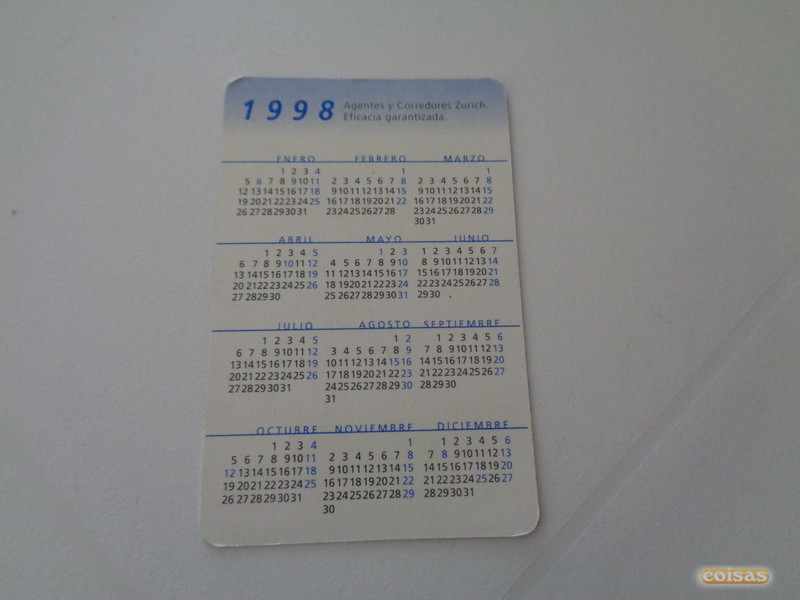 1998
Agentes y Corredores Zurich.
Eficacia garantizada.
ENERO FEBRERO MARZO
1 2 3 4 1 1
5 6 7 8 9 10 11 2 3 4 5 6 7 8 2 3 4 5 6 7 8
12 13 14 15 16 17 18 9 10 11 12 13 14 15 9 10 11 12 13 14 15
19 20 21 22 23 24 25 16 17 18 19 20 21 22 16 17 18 19 20 21 22
26 27 28 29 30 31 23 24 25 26 27 28 23 24 25 26 27 28 29
30 31
ABRIL MAYO JUNIO
1 2 3 4 5 1 2 3 1 2 3 4 5 6 7
6 7 8 9 10 11 12 4 5 6 7 8 9 10 8 9 10 11 12 13 14
13 14 15 16 17 18 19 11 12 13 14 15 16 17 15 16 17 18 19 20 21
20 21 22 23 24 25 26 18 19 20 21 22 23 24 22 23 24 25 26 27 28
27 28 29 30 25 26 27 28 29 30 31 29 30
JULIO AGOSTO SEPTIEMBRE
1 2 3 4 5 1 2 1 2 3 4 5 6
6 7 8 9 10 11 12 3 4 5 6 7 8 9 7 8 9 10 11 12 13
13 14 15 16 17 18 19 10 11 12 13 14 15 16 14 15 16 17 18 19 20
20 21 22 23 24 25 26 17 18 19 20 21 22 23 21 22 23 24 25 26 27
27 28 29 30 31 24 25 26 27 28 29 30 28 29 30
31
OCTUBRE NOVIEMBRE DICIEMBRE
1 2 3 4 1 1 2 3 4 5 6
5 6 7 8 9 10 11 2 3 4 5 6 7 8 7 8 9 10 11 12 13
12 13 14 15 16 17 18 9 10 11 12 13 14 15 14 15 16 17 18 19 20
19 20 21 22 23 24 25 16 17 18 19 20 21 22 21 22 23 24 25 26 27
26 27 28 29 30 31 23 24 25 26 27 28 29 28 29 30 31
30
coisas